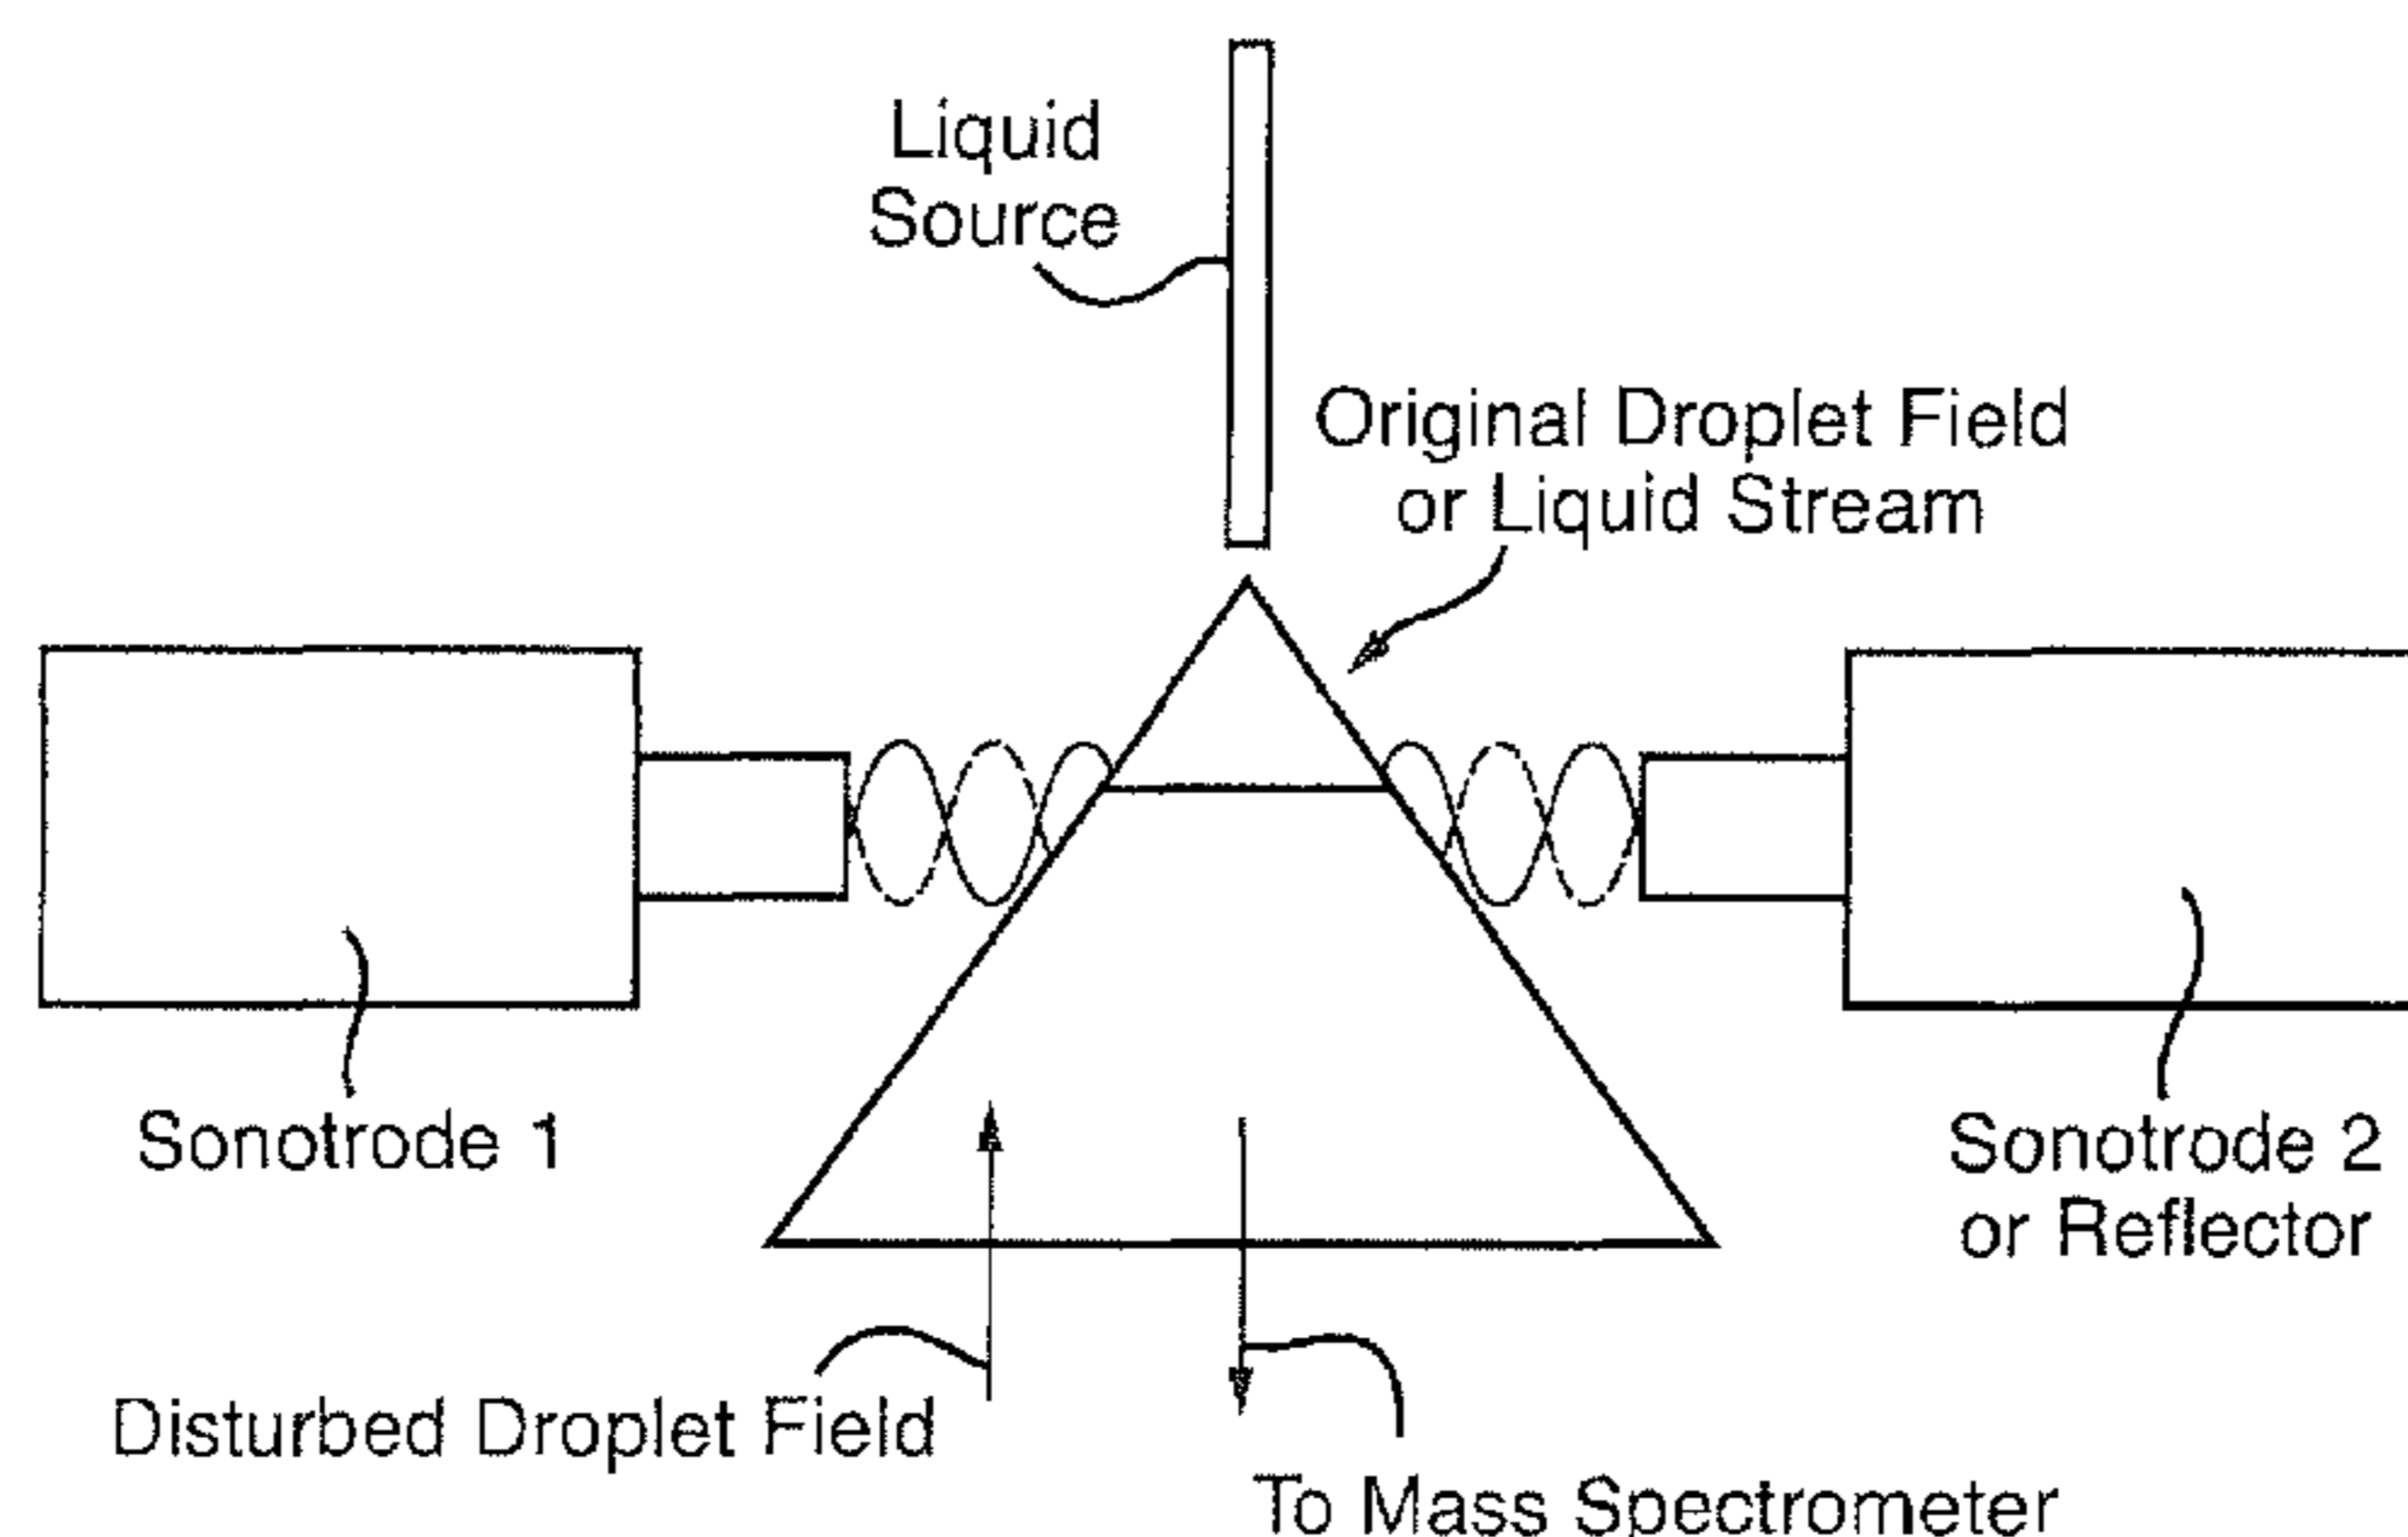 Liquid
Source
Original Droplet Field
or Liquid Stream
Sonotrode 1
Sonotrode 2
or Reflector
Disturbed Droplet Field
To Mass Spectrometer